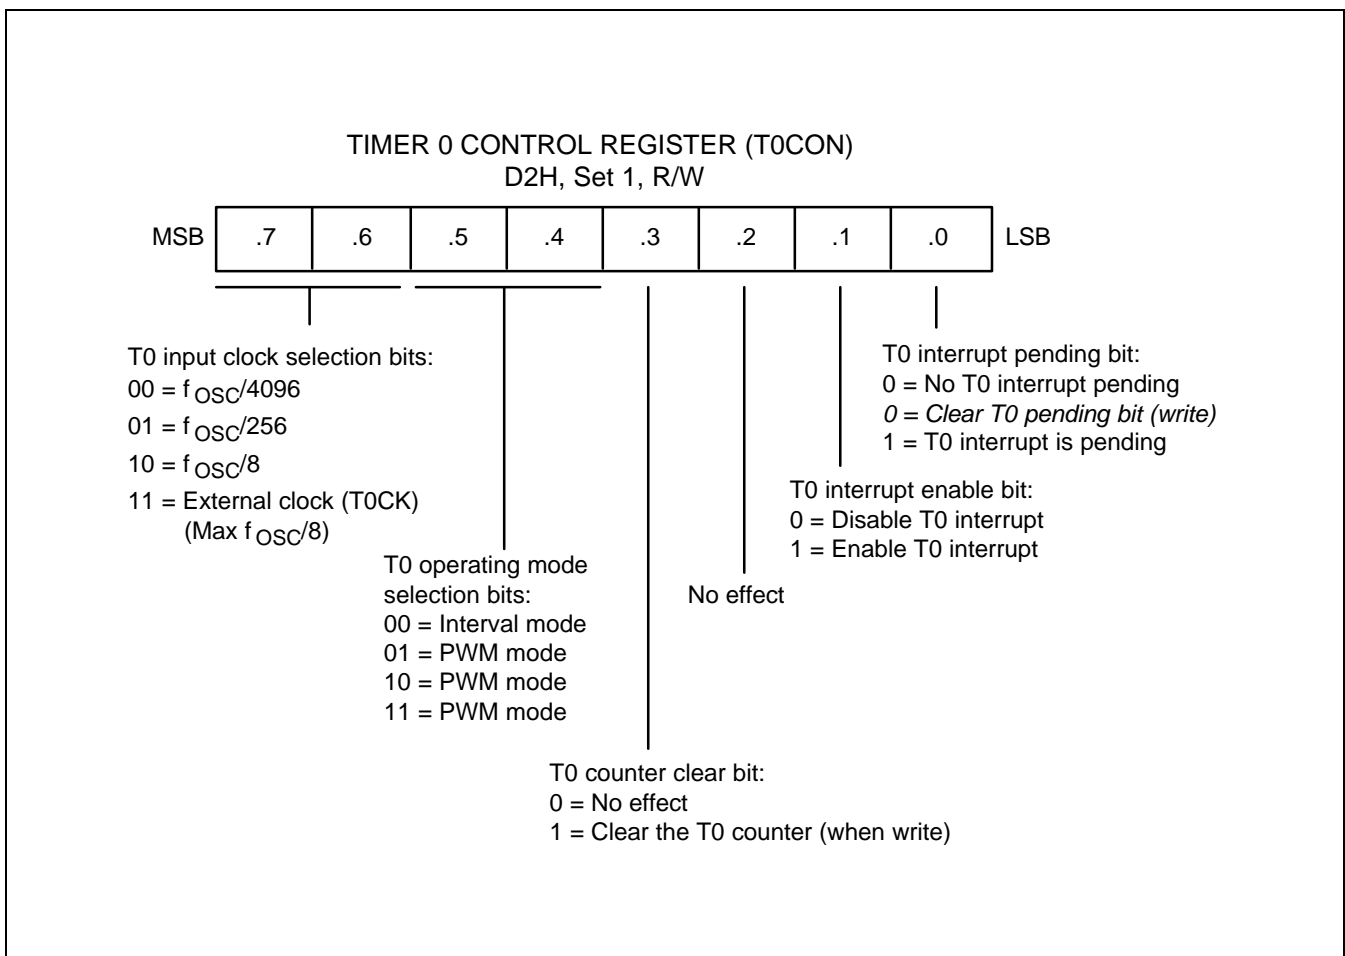 TIMER 0 CONTROL REGISTER (T0CON)
D2H, Set 1, R/W
MSB .7 .6 .5 .4 .3 .2 .1 .0 LSB
T0 input clock selection bits:
00 = fOSC/4096
01 = fOSC/256
10 = fOSC/8
11 = External clock (T0CK)
(Max fOSC/8)
T0 operating mode
selection bits:
00 = Interval mode
01 = PWM mode
10 = PWM mode
11 = PWM mode
T0 counter clear bit:
0 = No effect
1 = Clear the T0 counter (when write)
No effect
T0 interrupt enable bit:
0 = Disable T0 interrupt
1 = Enable T0 interrupt
T0 interrupt pending bit:
0 = No T0 interrupt pending
0 = Clear T0 pending bit (write)
1 = T0 interrupt is pending